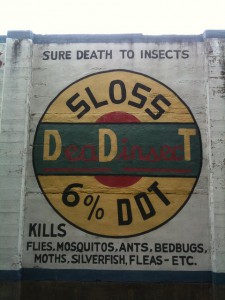 SURE DEATH TO INSECTS
SLOSS
DeaDinsecT
6% DDT
KILLS
FLIES, MOSQUITOS, ANTS, BEDBUGS,
MOTHS, SILVERFISH, FLEAS - ETC.